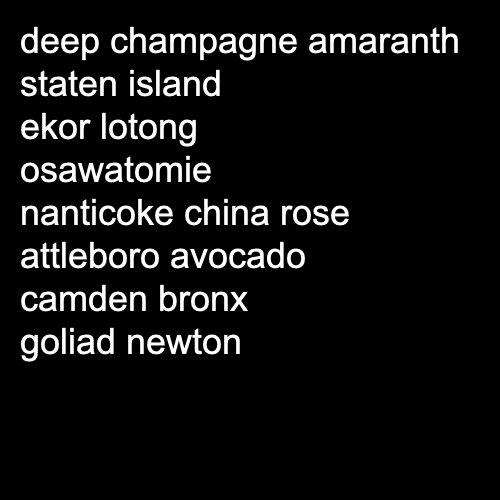 deep champagne amaranth
staten island
ekor lotong
osawatomie
nanticoke china rose
attleboro avocado
camden bronx
goliad newton